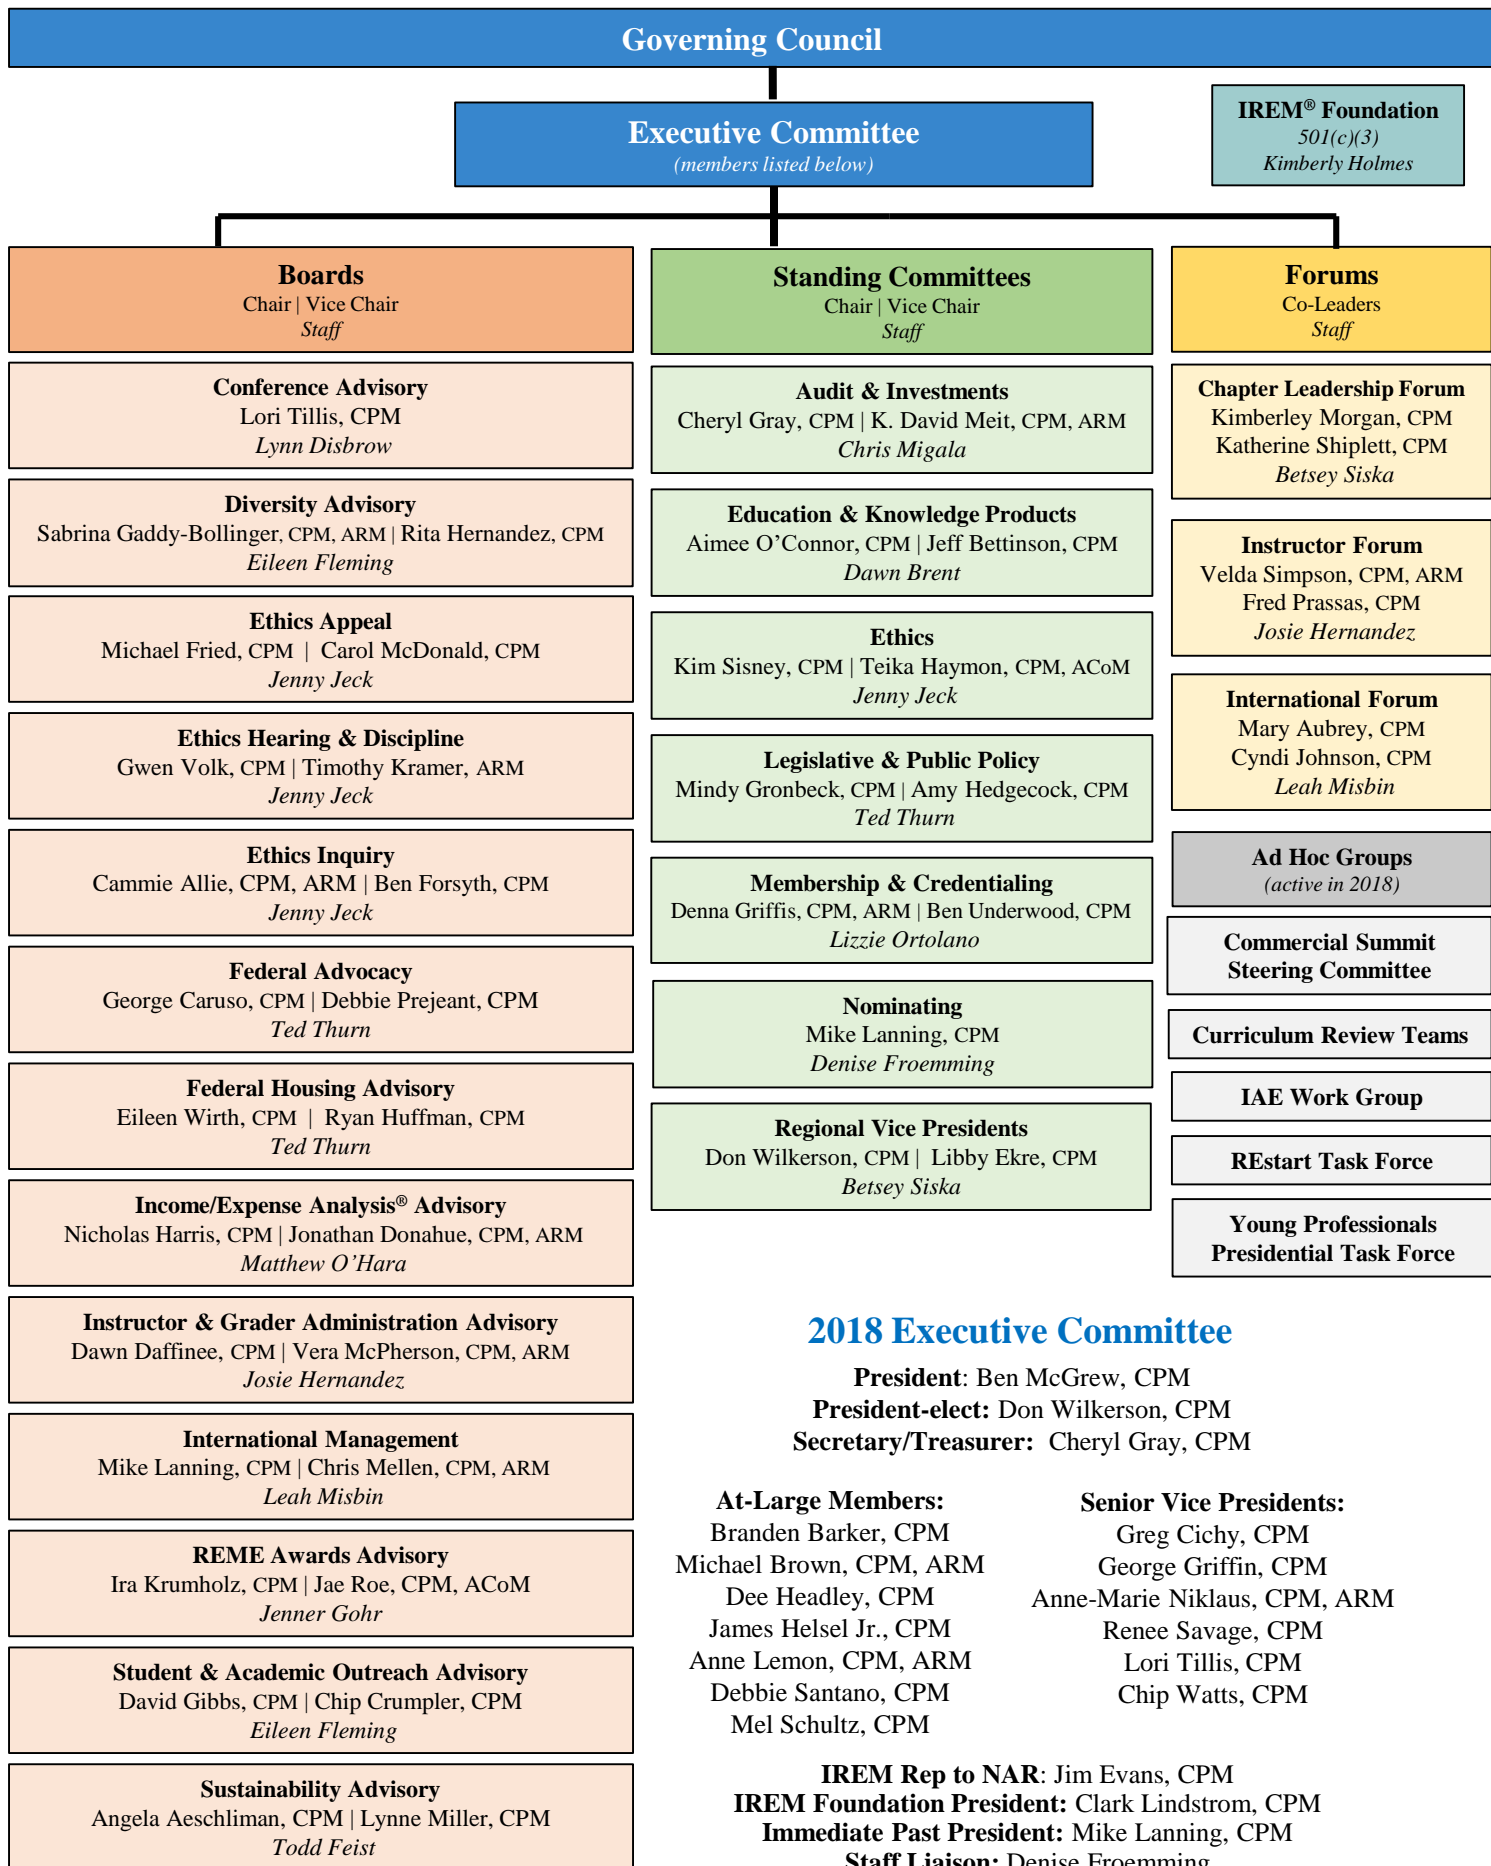 Governing Council
Executive Committee
(members listed below)
IREM® Foundation
501(c)(3)
Kimberly Holmes
Boards
Chair | Vice Chair
Staff
Conference Advisory
Lori Tillis, CPM
Lynn Disbrow
Diversity Advisory
Sabrina Gaddy-Bollinger, CPM, ARM | Rita Hernandez, CPM
Eileen Fleming
Ethics Appeal
Michael Fried, CPM | Carol McDonald, CPM
Jenny Jeck
Ethics Hearing & Discipline
Gwen Volk, CPM | Timothy Kramer, ARM
Jenny Jeck
Ethics Inquiry
Cammie Allie, CPM, ARM | Ben Forsyth, CPM
Jenny Jeck
Federal Advocacy
George Caruso, CPM | Debbie Prejeant, CPM
Ted Thurn
Federal Housing Advisory
Eileen Wirth, CPM | Ryan Huffman, CPM
Ted Thurn
Income/Expense Analysis® Advisory
Nicholas Harris, CPM | Jonathan Donahue, CPM, ARM
Matthew O’Hara
Instructor & Grader Administration Advisory
Dawn Daffinee, CPM | Vera McPherson, CPM, ARM
Josie Hernandez
International Management
Mike Lanning, CPM | Chris Mellen, CPM, ARM
Leah Misbin
REME Awards Advisory
Ira Krumholz, CPM | Jae Roe, CPM, ACoM
Jenner Gohr
Student & Academic Outreach Advisory
David Gibbs, CPM | Chip Crumpler, CPM
Eileen Fleming
Sustainability Advisory
Angela Aeschliman, CPM | Lynne Miller, CPM
Todd Feist
Standing Committees
Chair | Vice Chair
Staff
Audit & Investments
Cheryl Gray, CPM | K. David Meit, CPM, ARM
Chris Migala
Education & Knowledge Products
Aimee O’Connor, CPM | Jeff Bettinson, CPM
Dawn Brent
Ethics
Kim Sisney, CPM | Teika Haymon, CPM, ACoM
Jenny Jeck
Legislative & Public Policy
Mindy Gronbeck, CPM | Amy Hedgecock, CPM
Ted Thurn
Membership & Credentialing
Denna Griffis, CPM, ARM | Ben Underwood, CPM
Lizzie Ortolano
Nominating
Mike Lanning, CPM
Denise Froemming
Regional Vice Presidents
Don Wilkerson, CPM | Libby Ekre, CPM
Betsey Siska
Forums
Co-Leaders
Staff
Chapter Leadership Forum
Kimberley Morgan, CPM
Katherine Shiplett, CPM
Betsey Siska
Instructor Forum
Velda Simpson, CPM, ARM
Fred Prassas, CPM
Josie Hernandez
International Forum
Mary Aubrey, CPM
Cyndi Johnson, CPM
Leah Misbin
Ad Hoc Groups
(active in 2018)
Commercial Summit
Steering Committee
Curriculum Review Teams
IAE Work Group
REstart Task Force
Young Professionals
Presidential Task Force
2018 Executive Committee
President: Ben McGrew, CPM
President-elect: Don Wilkerson, CPM
Secretary/Treasurer: Cheryl Gray, CPM
At-Large Members:
Branden Barker, CPM
Michael Brown, CPM, ARM
Dee Headley, CPM
James Helsel Jr., CPM
Anne Lemon, CPM, ARM
Debbie Santano, CPM
Mel Schultz, CPM
Senior Vice Presidents:
Greg Cichy, CPM
George Griffin, CPM
Anne-Marie Niklaus, CPM, ARM
Renee Savage, CPM
Lori Tillis, CPM
Chip Watts, CPM
IREM Rep to NAR: Jim Evans, CPM
IREM Foundation President: Clark Lindstrom, CPM
Immediate Past President: Mike Lanning, CPM
Staff Liaison: Denise Froemming